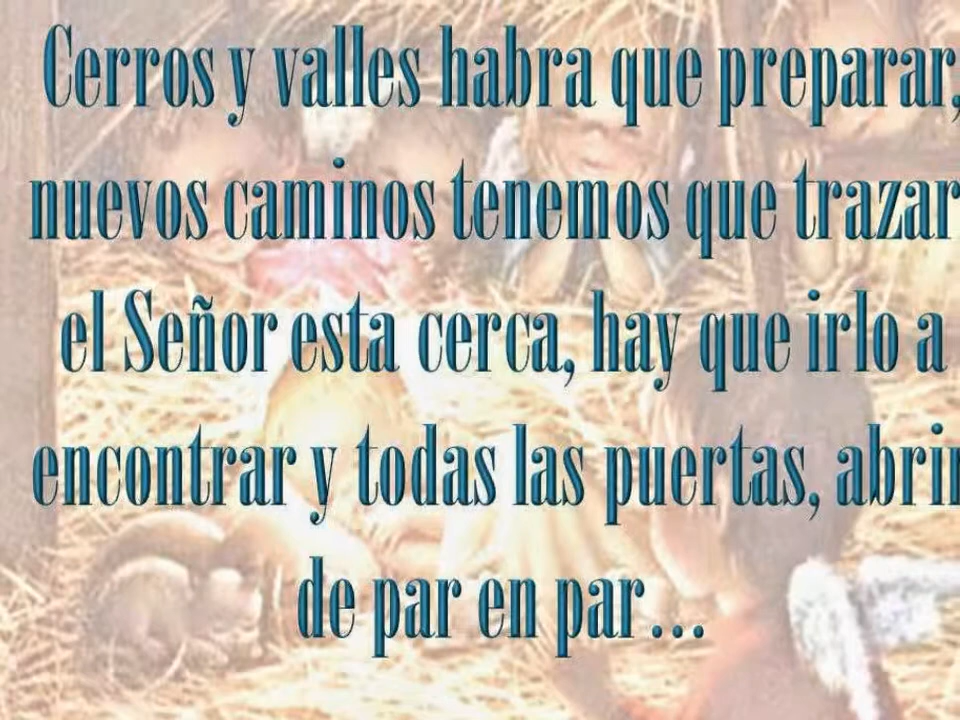 Cerros y valles habra que preparar,
nuevos caminos tenemos que trazar
el Señor esta cerca, hay que irlo a
encontrar y todas las puertas, abrir
de par en par...